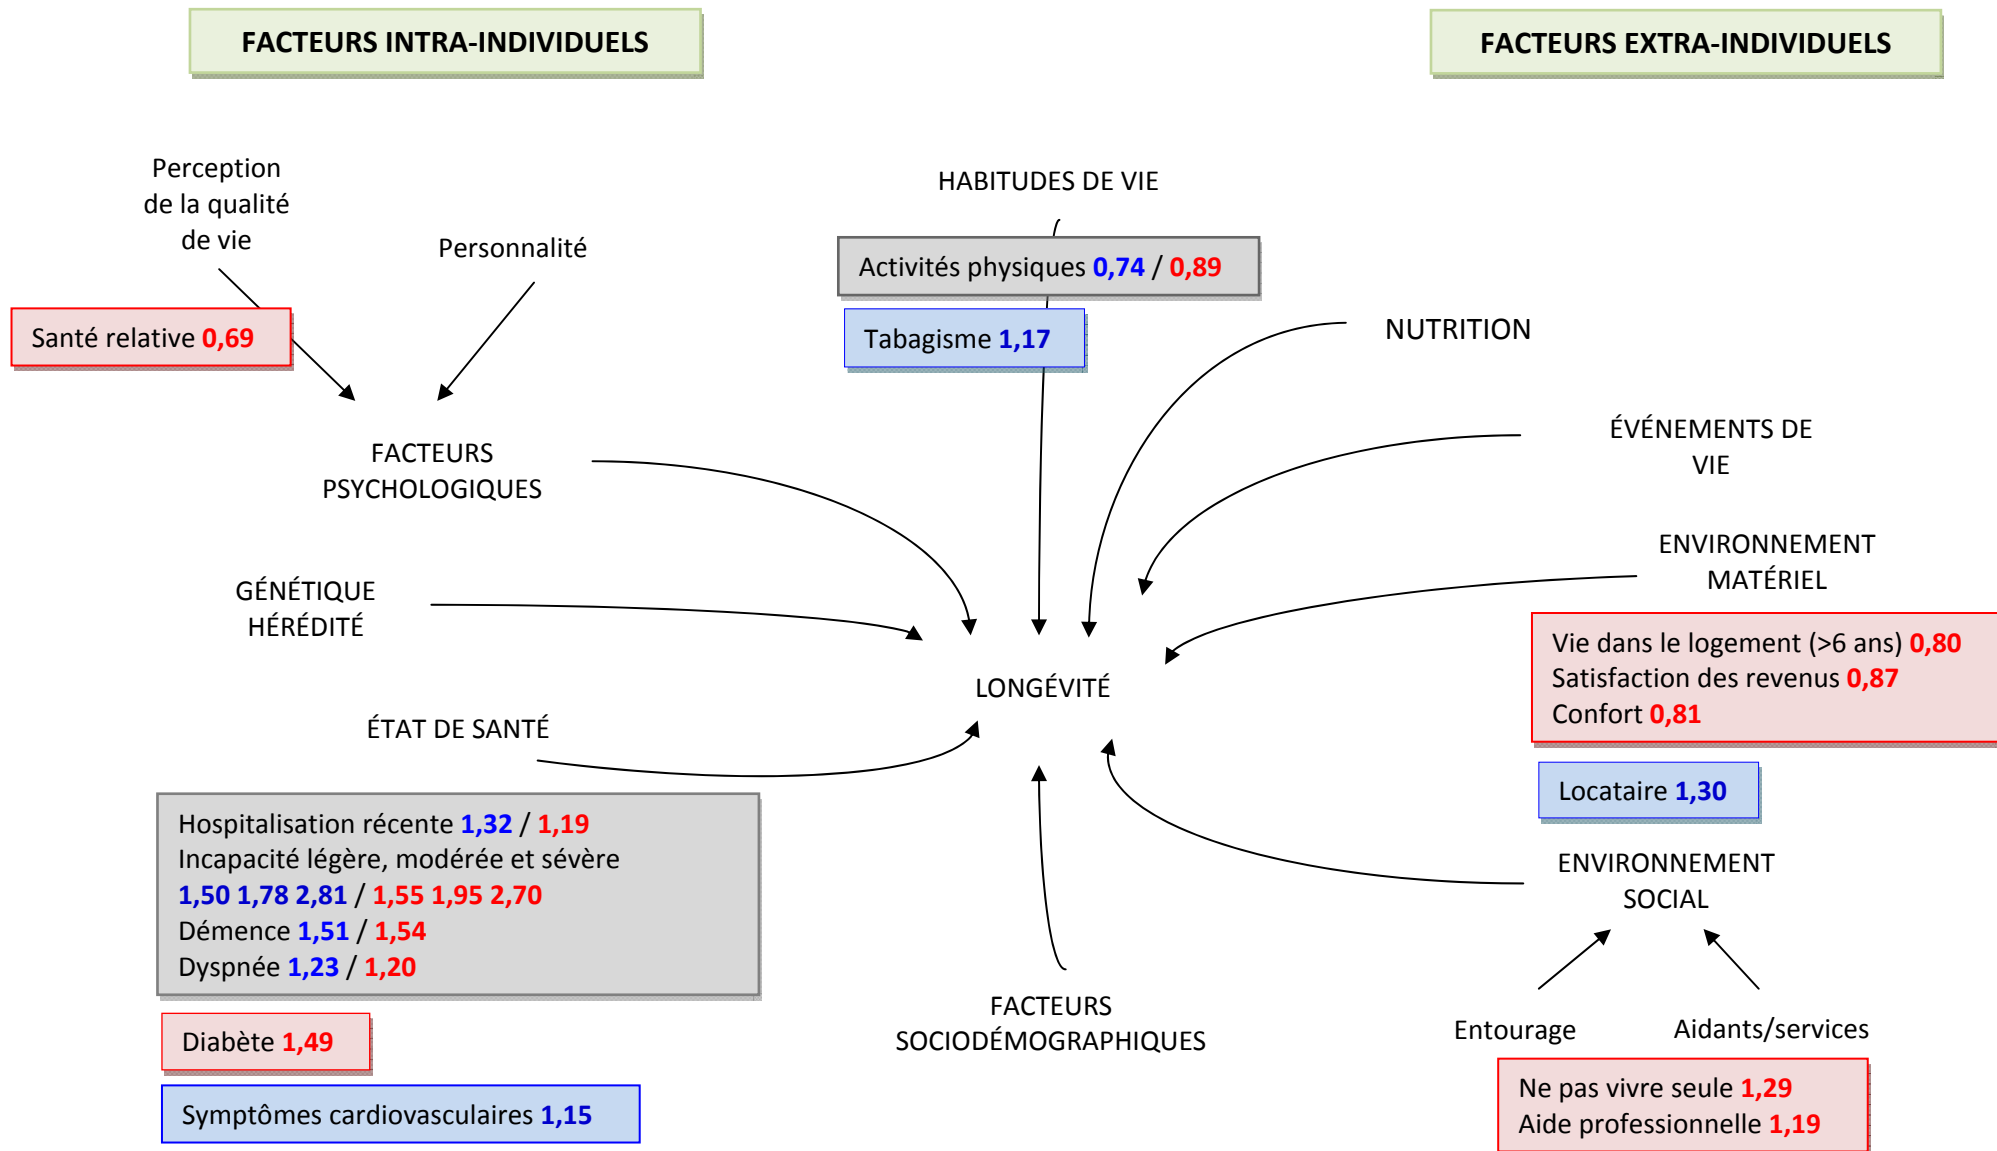 FACTEURS INTRA-INDIVIDUELS
FACTEURS EXTRA-INDIVIDUELS
Perception
de la qualité
de vie
Personnalité
Santé relative 0,69
FACTEURS
PSYCHOLOGIQUES
GÉNÉTIQUE
HÉRÉDITÉ
ÉTAT DE SANTÉ
Hospitalisation récente 1,32 / 1,19
Incapacité légère, modérée et sévère
1,50 1,78 2,81 / 1,55 1,95 2,70
Démence 1,51 / 1,54
Dyspnée 1,23 / 1,20
Diabète 1,49
Symptômes cardiovasculaires 1,15
HABITUDES DE VIE
Activités physiques 0,74 / 0,89
Tabagisme 1,17
LONGÉVITÉ
FACTEURS
SOCIODÉMOGRAPHIQUES
NUTRITION
ÉVÉNEMENTS DE
VIE
ENVIRONNEMENT
MATÉRIEL
Vie dans le logement (>6 ans) 0,80
Satisfaction des revenus 0,87
Confort 0,81
Locataire 1,30
ENVIRONNEMENT
SOCIAL
Entourage
Aidants/services
Ne pas vivre seule 1,29
Aide professionnelle 1,19